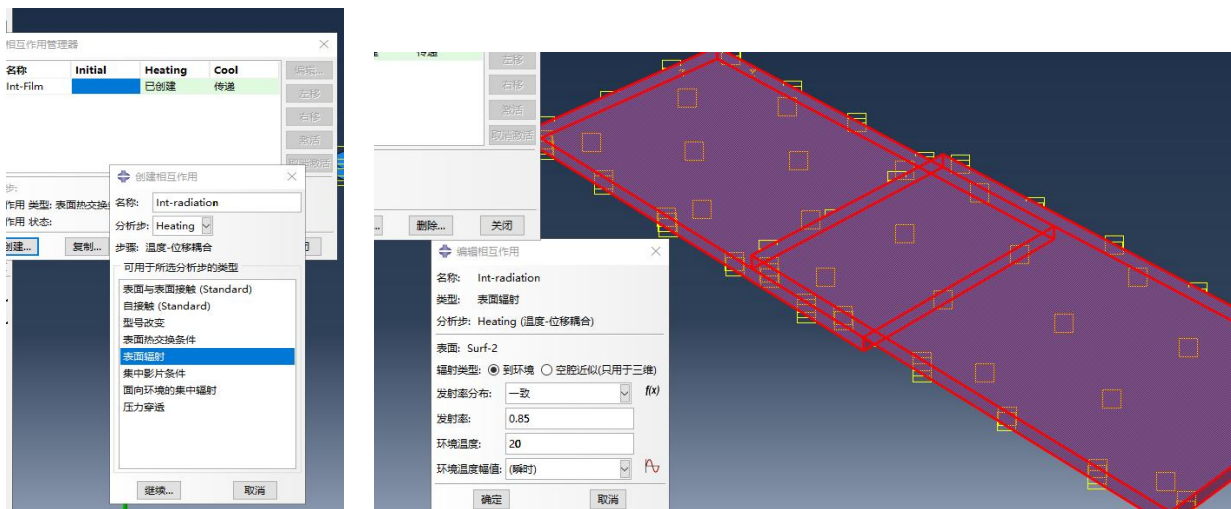 相互作用管理器
名称 Initial Heating Cool
Int-Film 已创建 传递
编辑...
左移
右移
激活
取消激活
步:
作用 类型: 表面热交换
作用 状态:
创建... 复制...
创建相互作用
名称: Int-radiation
分析步: Heating
步骤: 温度-位移耦合
可用于所选分析步的类型
表面与表面接触 (Standard)
自接触 (Standard)
型号改变
表面热交换条件
表面辐射
集中影片条件
面向环境的集中辐射
压力穿透
继续... 取消
传递
左移
右移
激活
取消激活
删除... 关闭
编辑相互作用
名称: Int-radiation
类型: 表面辐射
分析步: Heating (温度-位移耦合)
表面: Surf-2
辐射类型: 到环境 空腔近似(只用于三维)
发射率分布: 一致 f(x)
发射率: 0.85
环境温度: 20
环境温度幅值: (瞬时)
确定 取消